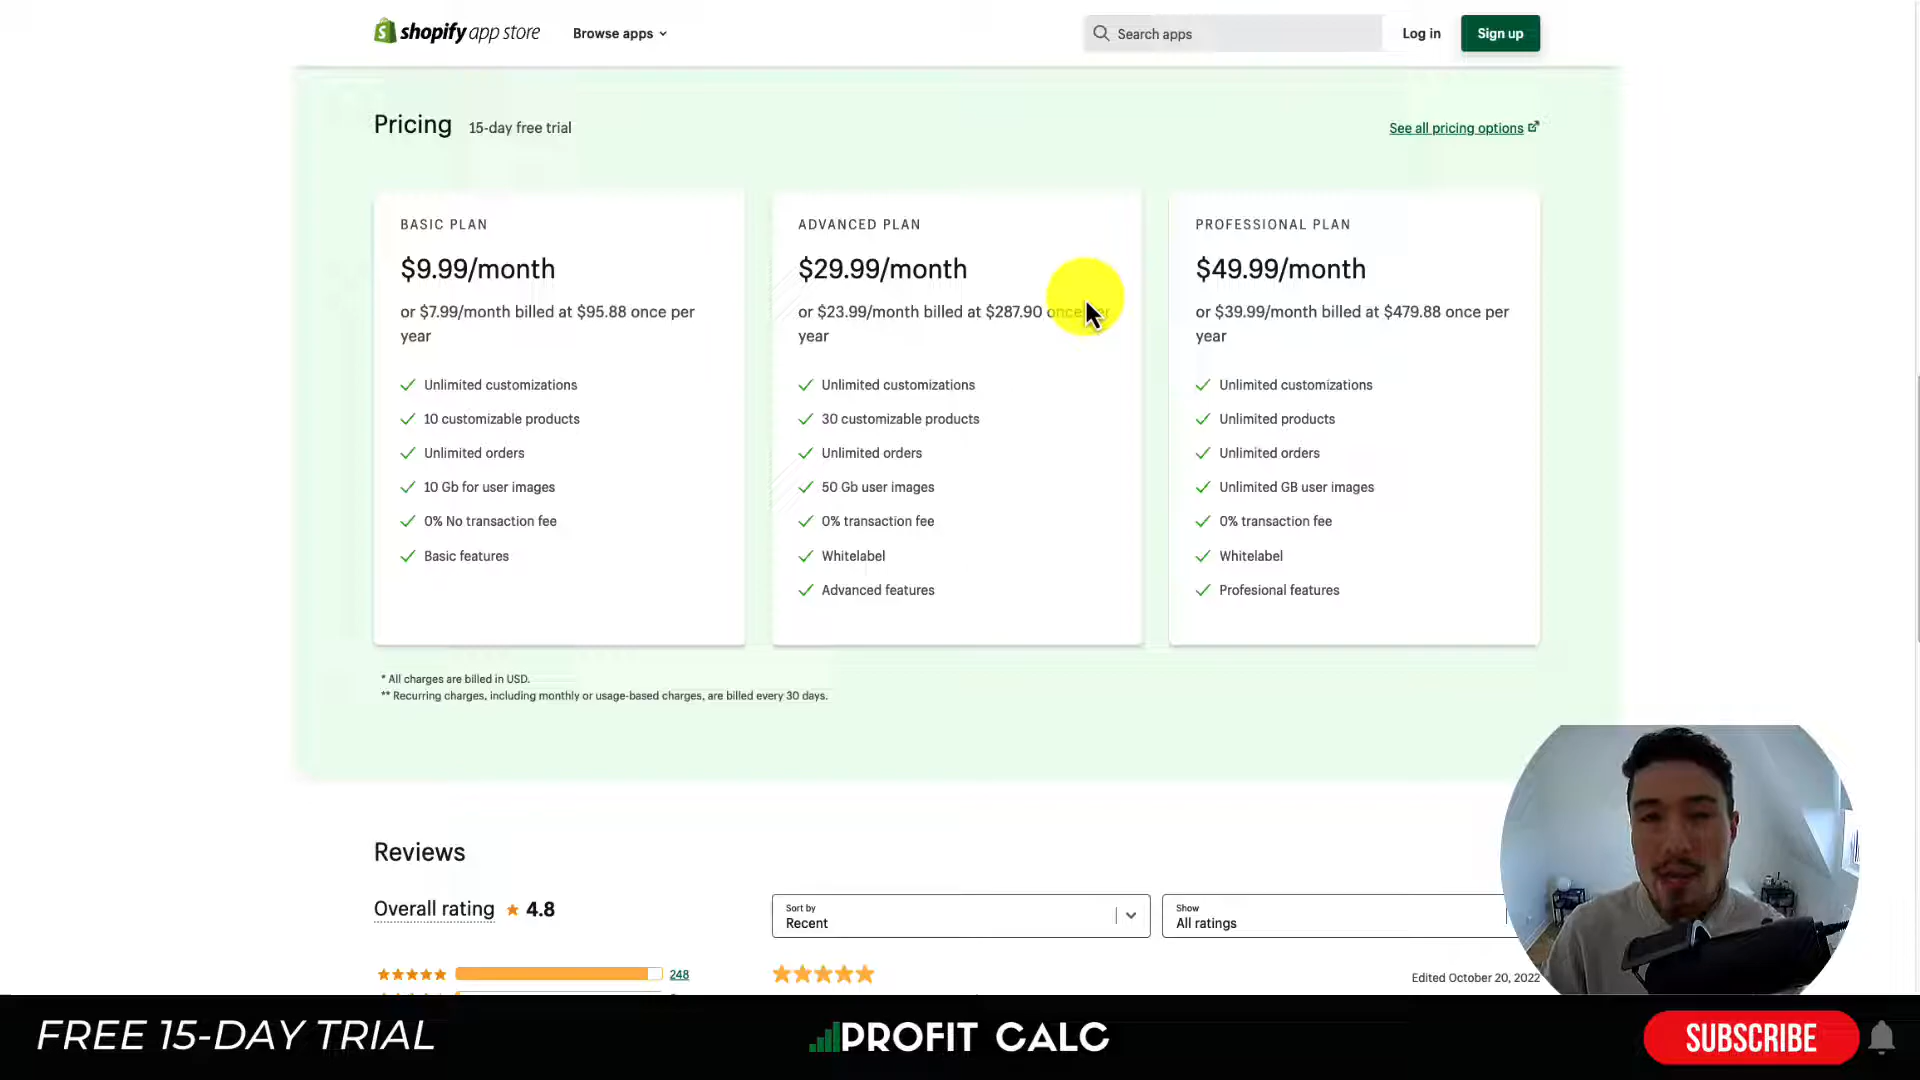 shopify app store
Browse apps
Search apps
Log in
Sign up
Pricing
15-day free trial
See all pricing options
BASIC PLAN
$9.99/month
or $7.99/month billed at $95.88 once per
year
Unlimited customizations
10 customizable products
Unlimited orders
10 Gb for user images
0% No transaction fee
Basic features
ADVANCED PLAN
$29.99/month
or $23.99/month billed at $287.90 once per
year
Unlimited customizations
30 customizable products
Unlimited orders
50 Gb user images
0% transaction fee
Whitelabel
Advanced features
PROFESSIONAL PLAN
$49.99/month
or $39.99/month billed at $479.88 once per
year
Unlimited customizations
Unlimited products
Unlimited orders
Unlimited GB user images
0% transaction fee
Whitelabel
Profesional features
* All charges are billed in USD.
** Recurring charges, including monthly or usage-based charges, are billed every 30 days.
Reviews
Overall rating 4.8
Sort by
Recent
Show
All ratings
248
Edited October 20, 2022
FREE 15-DAY TRIAL
PROFIT CALC
SUBSCRIBE